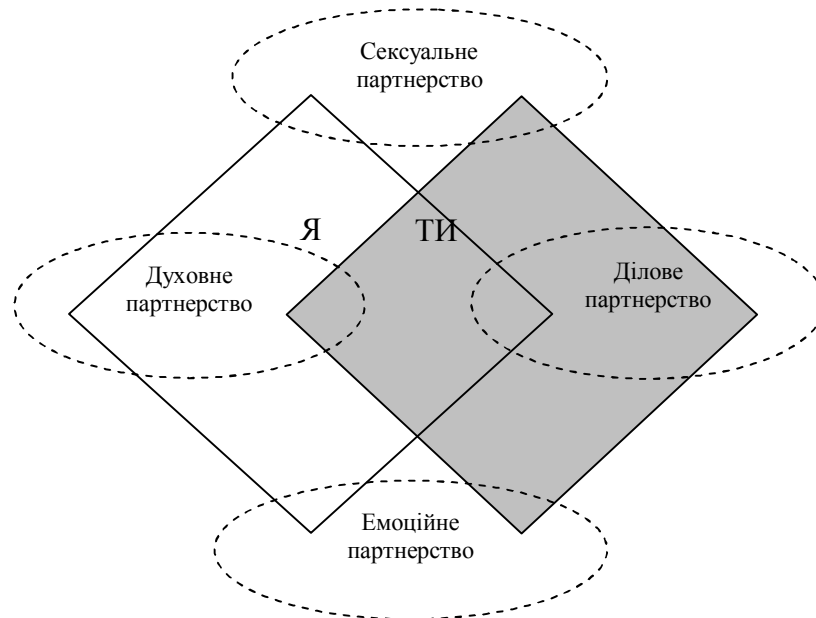 Сексуальне
партнерство
Я
ТИ
Духовне
партнерство
Ділове
партнерство
Емоційне
партнерство